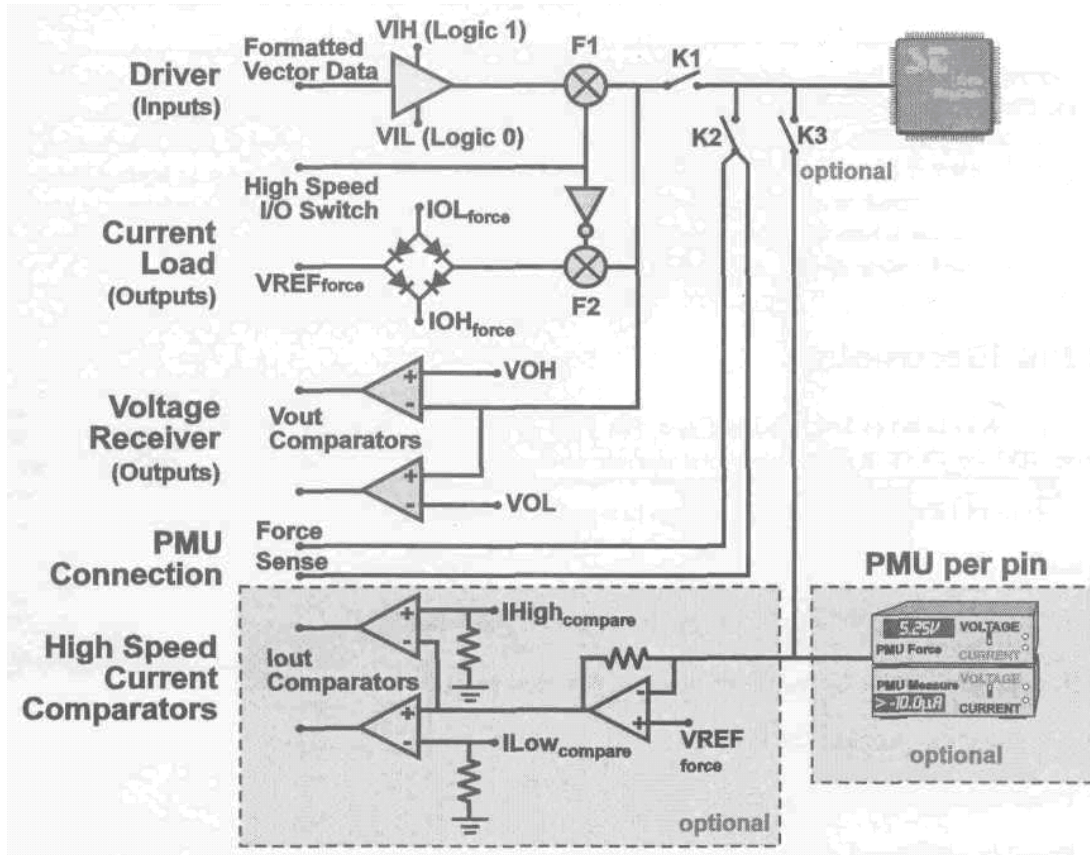 VIH (Logic 1)
Formatted
Vector Data
Driver
(Inputs)
VIL (Logic 0)
F1
K1
K2
K3
optional
High Speed
I/O Switch
Current
Load
(Outputs)
IOLforce
VREFforce
IOHforce
F2
Voltage
Receiver
(Outputs)
+
-
VOH
Vout
Comparators
+
-
VOL
PMU
Connection
Force
Sense
PMU per pin
High Speed
Current
Comparators
+
-
IHighcompare
Iout
Comparators
+
-
ILowcompare
-
+
VREF
force
optional
5.25V
VOLTAGE
PMU Force
CURRENT
PMU Measure
VOLTAGE
>-10.0µA
CURRENT
optional